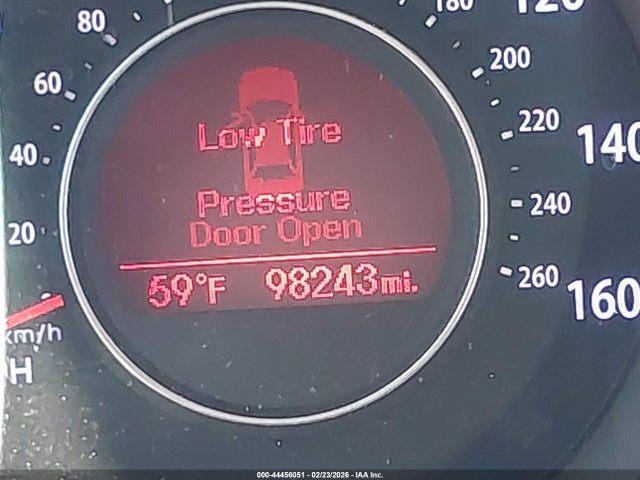 80
180
120
60
200
Low Tire
220
140
40
Pressure
240
20
Door Open
260
59°F 98243mi.
160
km/h
H
000-44456051 - 02/23/2026 - IAA Inc.